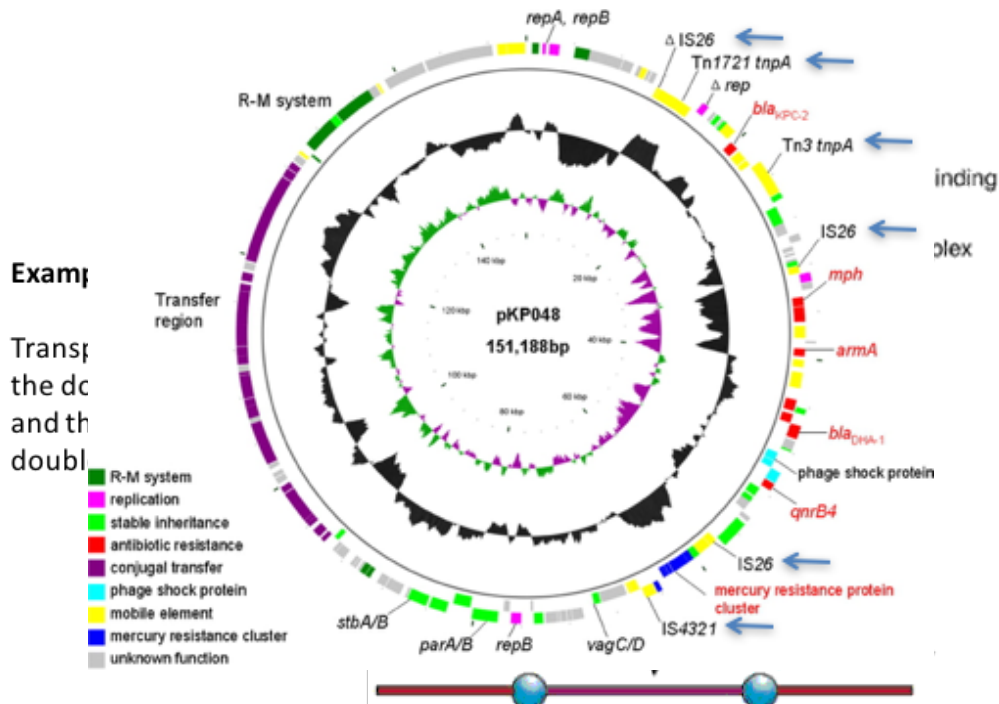 repA, repB
Δ IS26
Tn1721 tnpA
Δ rep
blaKPC-2
Tn3 tnpA
inding
IS26
plex
mph
armA
blaDHA-1
phage shock protein
qnrB4
IS26
mercury resistance protein
cluster
IS4321
vagC/D
repB
parA/B
stbA/B
Transfer
region
R-M system
140 kbp
20 kbp
120 kbp
40 kbp
100 kbp
60 kbp
80 kbp
pKP048
151,188bp
Examp
Transp
the do
and th
doubl
R-M system
replication
stable inheritance
antibiotic resistance
conjugal transfer
phage shock protein
mobile element
mercury resistance cluster
unknown function